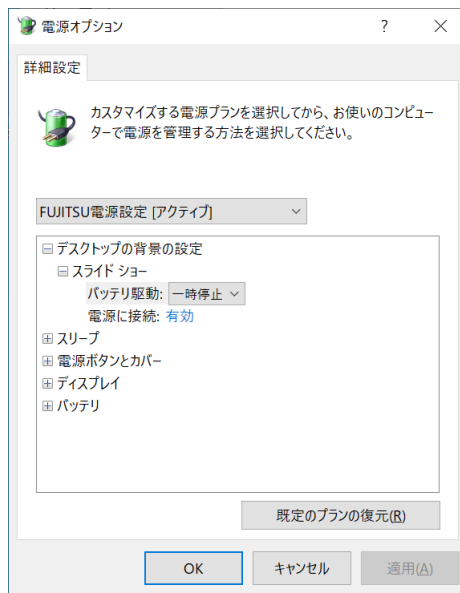 電源オプション
詳細設定
カスタマイズする電源プランを選択してから、お使いのコンピュー
ターで電源を管理する方法を選択してください。
FUJITSU電源設定 [アクティブ]
デスクトップの背景の設定
スライド ショー
バッテリ駆動: 一時停止
電源に接続: 有効
スリープ
電源ボタンとカバー
ディスプレイ
バッテリ
既定のプランの復元(R)
OK キャンセル 適用(A)